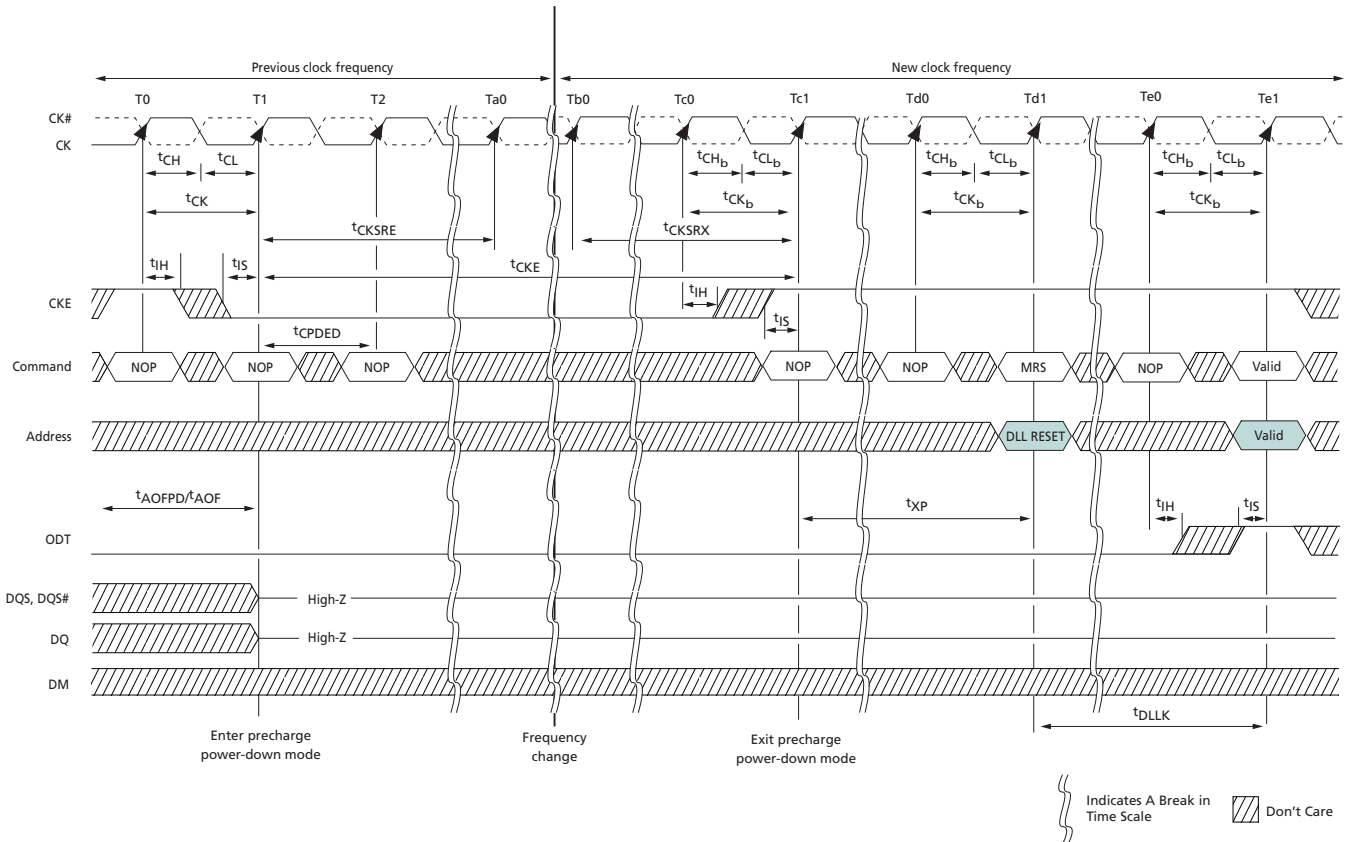 Previous clock frequency
New clock frequency
T0 T1 T2 Ta0 Tb0 Tc0 Tc1 Td0 Td1 Te0 Te1
CK#
CK
tCH tCL tCHb tCLb tCHb tCLb tCHb tCLb
tCK tCKb tCKb tCKb
tCKSRE tCKSRX
tIH tIS tCKE
CKE
tIH
tIS
tCPDED
Command NOP NOP NOP NOP NOP MRS NOP Valid
Address DLL RESET Valid
tAOFPD/tAOF tXP tIH tIS
ODT
DQS, DQS# High-Z
DQ High-Z
DM
tDLLK
Enter precharge
power-down mode
Frequency
change
Exit precharge
power-down mode
Indicates A Break in
Time Scale
Don't Care